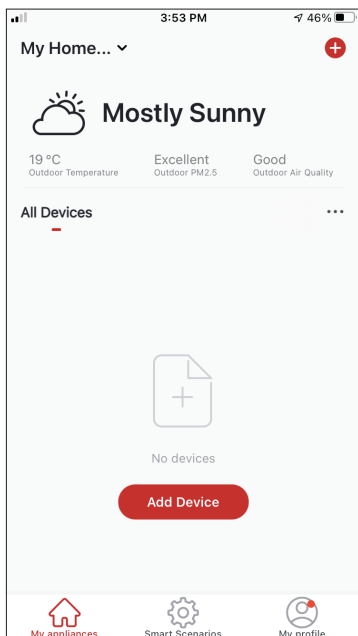 3:53 PM
46%
My Home...
Mostly Sunny
19 °C Excellent Good
Outdoor Temperature Outdoor PM2.5 Outdoor Air Quality
All Devices
No devices
Add Device
My appliances Smart Scenarios My profile